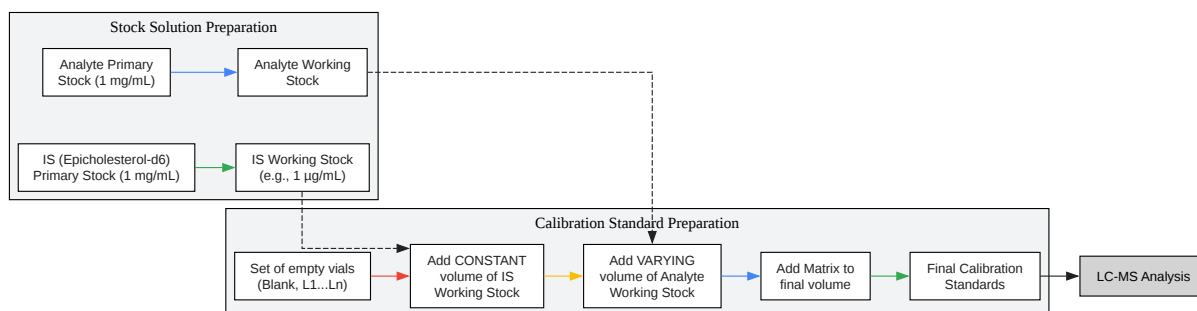 Stock Solution Preparation
Analyte Primary
Stock (1 mg/mL)
Analyte Working
Stock
IS (Epicholesterol-d6)
Primary Stock (1 mg/mL)
IS Working Stock
(e.g., 1 µg/mL)
Calibration Standard Preparation
Set of empty vials
(Blank, L1...Ln)
Add CONSTANT
volume of IS
Working Stock
Add VARYING
volume of Analyte
Working Stock
Add Matrix to
final volume
Final Calibration
Standards
LC-MS Analysis